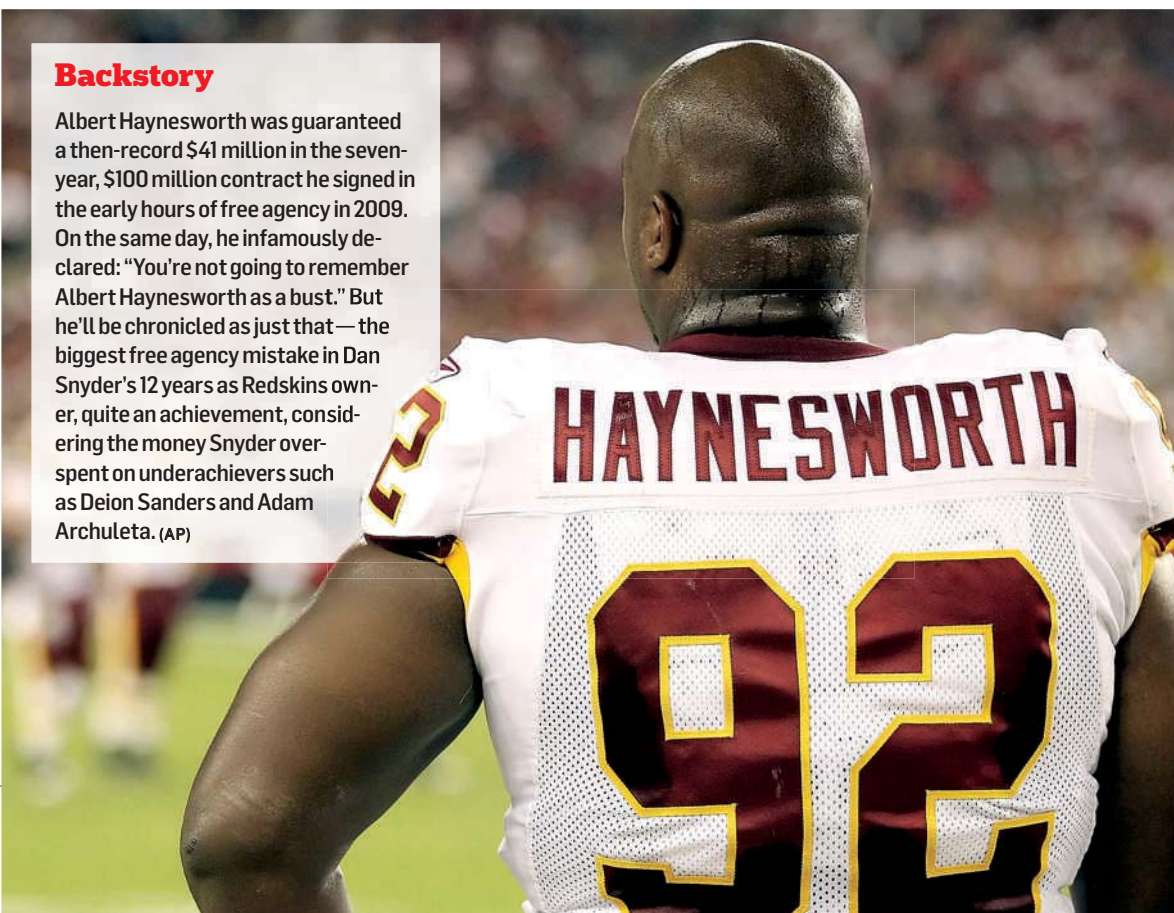 Backstory
Albert Haynesworth was guaranteed
a then-record $41 million in the seven-
year, $100 million contract he signed in
the early hours of free agency in 2009.
On the same day, he infamously de-
clared: “You’re not going to remember
Albert Haynesworth as a bust.” But
he’ll be chronicled as just that — the
biggest free agency mistake in Dan
Snyder’s 12 years as Redskins own-
er, quite an achievement, consid-
ering the money Snyder over-
spent on underachievers such
as Deion Sanders and Adam
Archuleta. (AP)
HAYNESWORTH
2
92